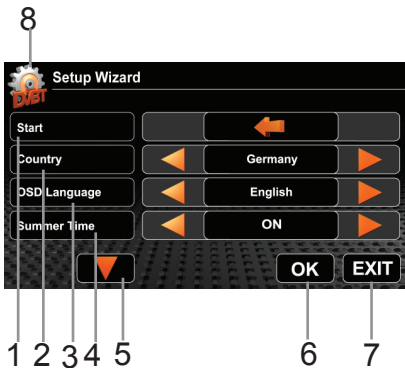 8
DVBT
Setup Wizard
Start
Country Germany
OSD Language English
Summer Time ON
OK EXIT
1 2 3 4 5 6 7